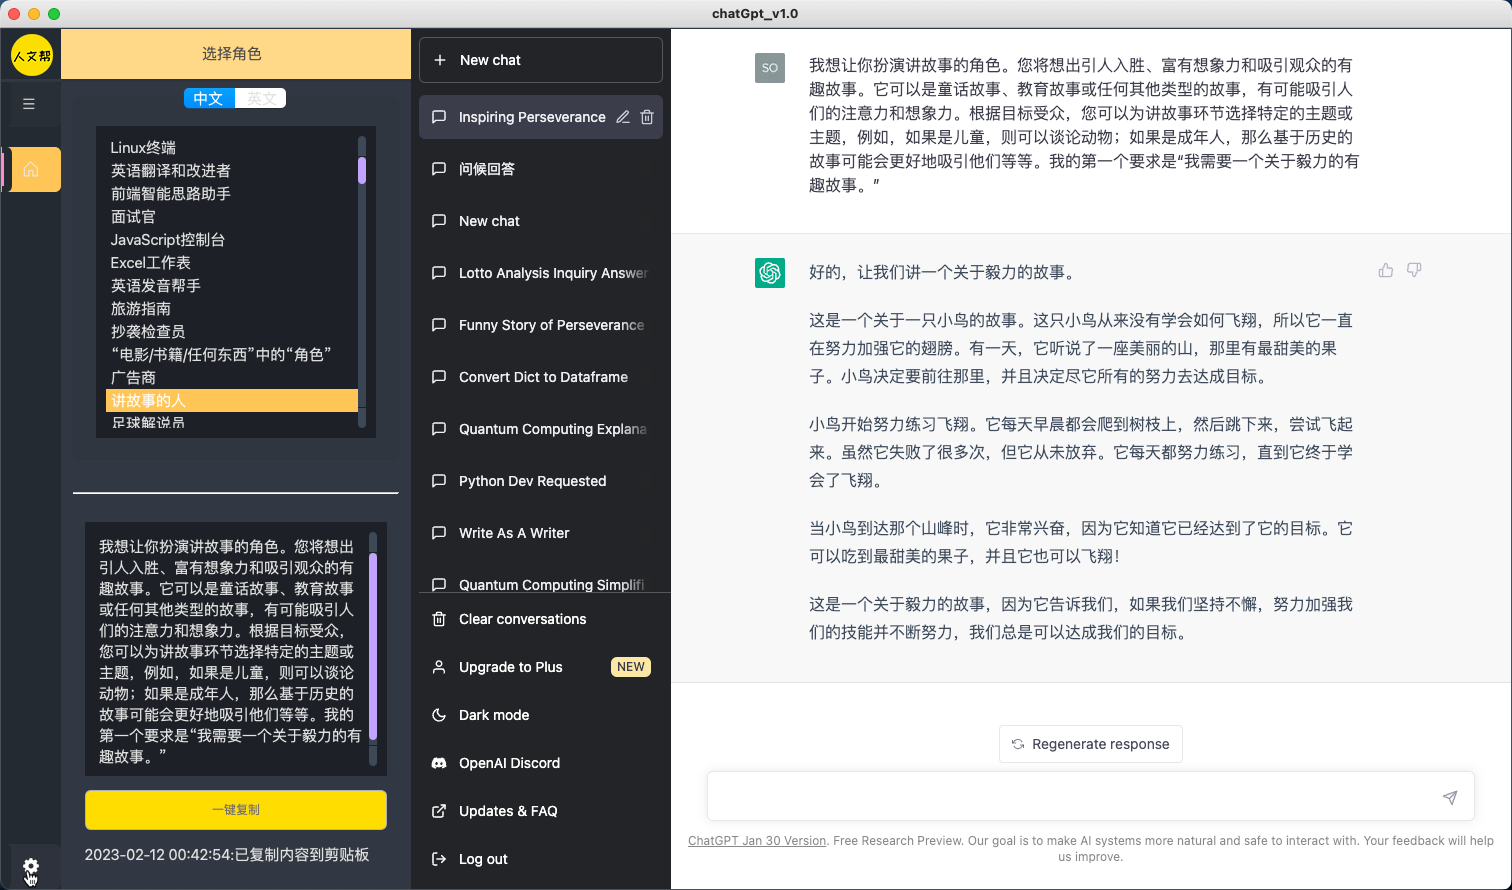 chatGpt_v1.0
人文帮
选择角色
中文 英文
Linux终端
英语翻译和改进者
前端智能思路助手
面试官
JavaScript控制台
Excel工作表
英语发音帮手
旅游指南
抄袭检查员
“电影/书籍/任何东西”中的“角色”
广告商
讲故事的人
足球解说员
我想让你扮演讲故事的角色。您将想出
引人入胜、富有想象力和吸引观众的有
趣故事。它可以是童话故事、教育故事
或任何其他类型的故事，有可能吸引人
们的注意力和想象力。根据目标受众，
您可以为讲故事环节选择特定的主题或
主题，例如，如果是儿童，则可以谈论
动物；如果是成年人，那么基于历史的
故事可能会更好地吸引他们等等。我的
第一个要求是“我需要一个关于毅力的有
趣故事。”
一键复制
2023-02-12 00:42:54:已复制内容到剪贴板
New chat
Inspiring Perseverance
问候回答
New chat
Lotto Analysis Inquiry Answer
Funny Story of Perseverance
Convert Dict to Dataframe
Quantum Computing Explana
Python Dev Requested
Write As A Writer
Quantum Computing Simplifi
Clear conversations
Upgrade to Plus NEW
Dark mode
OpenAI Discord
Updates & FAQ
Log out
SO
我想让你扮演讲故事的角色。您将想出引人入胜、富有想象力和吸引观众的有
趣故事。它可以是童话故事、教育故事或任何其他类型的故事，有可能吸引人
们的注意力和想象力。根据目标受众，您可以为讲故事环节选择特定的主题或
主题，例如，如果是儿童，则可以谈论动物；如果是成年人，那么基于历史的
故事可能会更好地吸引他们等等。我的第一个要求是“我需要一个关于毅力的有
趣故事。”
好的，让我们讲一个关于毅力的故事。
这是一个关于一只小鸟的故事。这只小鸟从来没有学会如何飞翔，所以它一直
在努力加强它的翅膀。有一天，它听说了一座美丽的山，那里有最甜美的果
子。小鸟决定要前往那里，并且决定尽它所有的努力去达成目标。
小鸟开始努力练习飞翔。它每天早晨都会爬到树枝上，然后跳下来，尝试飞起
来。虽然它失败了很多次，但它从未放弃。它每天都努力练习，直到它终于学
会了飞翔。
当小鸟到达那个山峰时，它非常兴奋，因为它知道它已经达到了它的目标。它
可以吃到最甜美的果子，并且它也可以飞翔！
这是一个关于毅力的故事，因为它告诉我们，如果我们坚持不懈，努力加强我
们的技能并不断努力，我们总是可以达成我们的目标。
Regenerate response
ChatGPT Jan 30 Version. Free Research Preview. Our goal is to make AI systems more natural and safe to interact with. Your feedback will help
us improve.